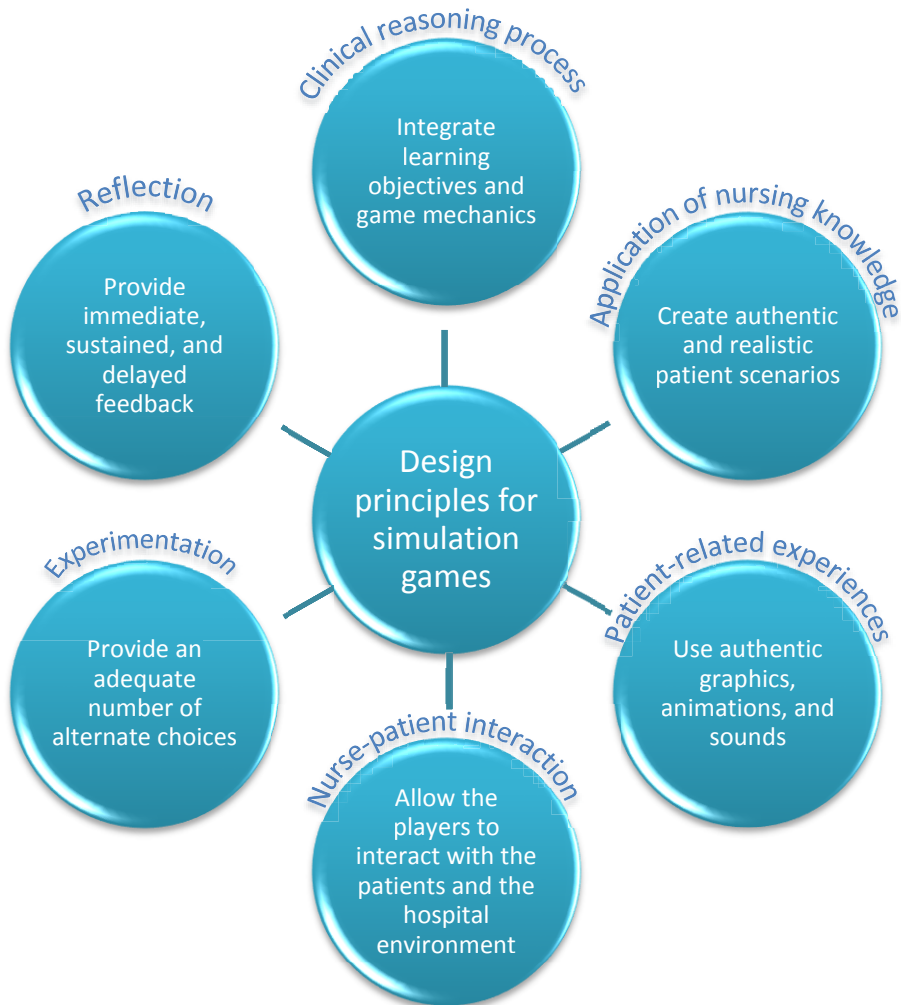 Clinical reasoning process
Integrate
learning
objectives and
game mechanics
Application of nursing knowledge
Create authentic
and realistic
patient scenarios
Patient-related experiences
Use authentic
graphics,
animations, and
sounds
Nurse-patient interaction
Allow the
players to
interact with the
patients and the
hospital
environment
Experimentation
Provide an
adequate
number of
alternate choices
Reflection
Provide
immediate,
sustained, and
delayed
feedback
Design
principles for
simulation
games